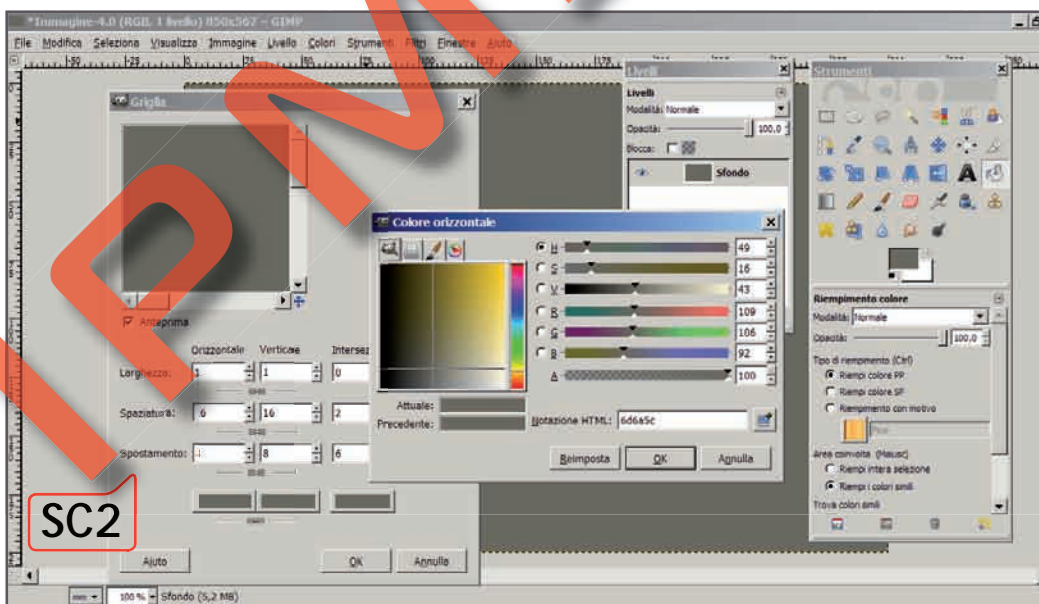 *Immagine-4.0 (RGB, 1 livello) 850x567 – GIMP
File Modifica Seleziona Visualizza Immagine Livello Colori Strumenti Filtri Finestre Aiuto
Griglia
Anteprima
Orizzontale Verticale
Larghezza: 1 1 0
Spaziatura: 16 2
Spostamento: 8 6
Aiuto OK Annulla
Livelli
Livelli
Modalità: Normale
Opacità: 100,0
Blocca:
Sfondo
Colore orizzontale
H 49
S 16
V 43
R 109
G 106
B 92
A 100
Attuale:
Precedente:
Notazione HTML: 6d6a5c
Reimposta OK Annulla
Strumenti
Riempimento colore
Modalità: Normale
Opacità: 100,0
Tipo di riempimento (Ctrl)
Riempi colore PP
Riempi colore SF
Riempimento con motivo
Pine
Area coinvolta (Maiusc)
Riempi intera selezione
Riempi i colori simili
Trova colori simili
mm 100 % Sfondo (5,2 MB)
SC2
IPM